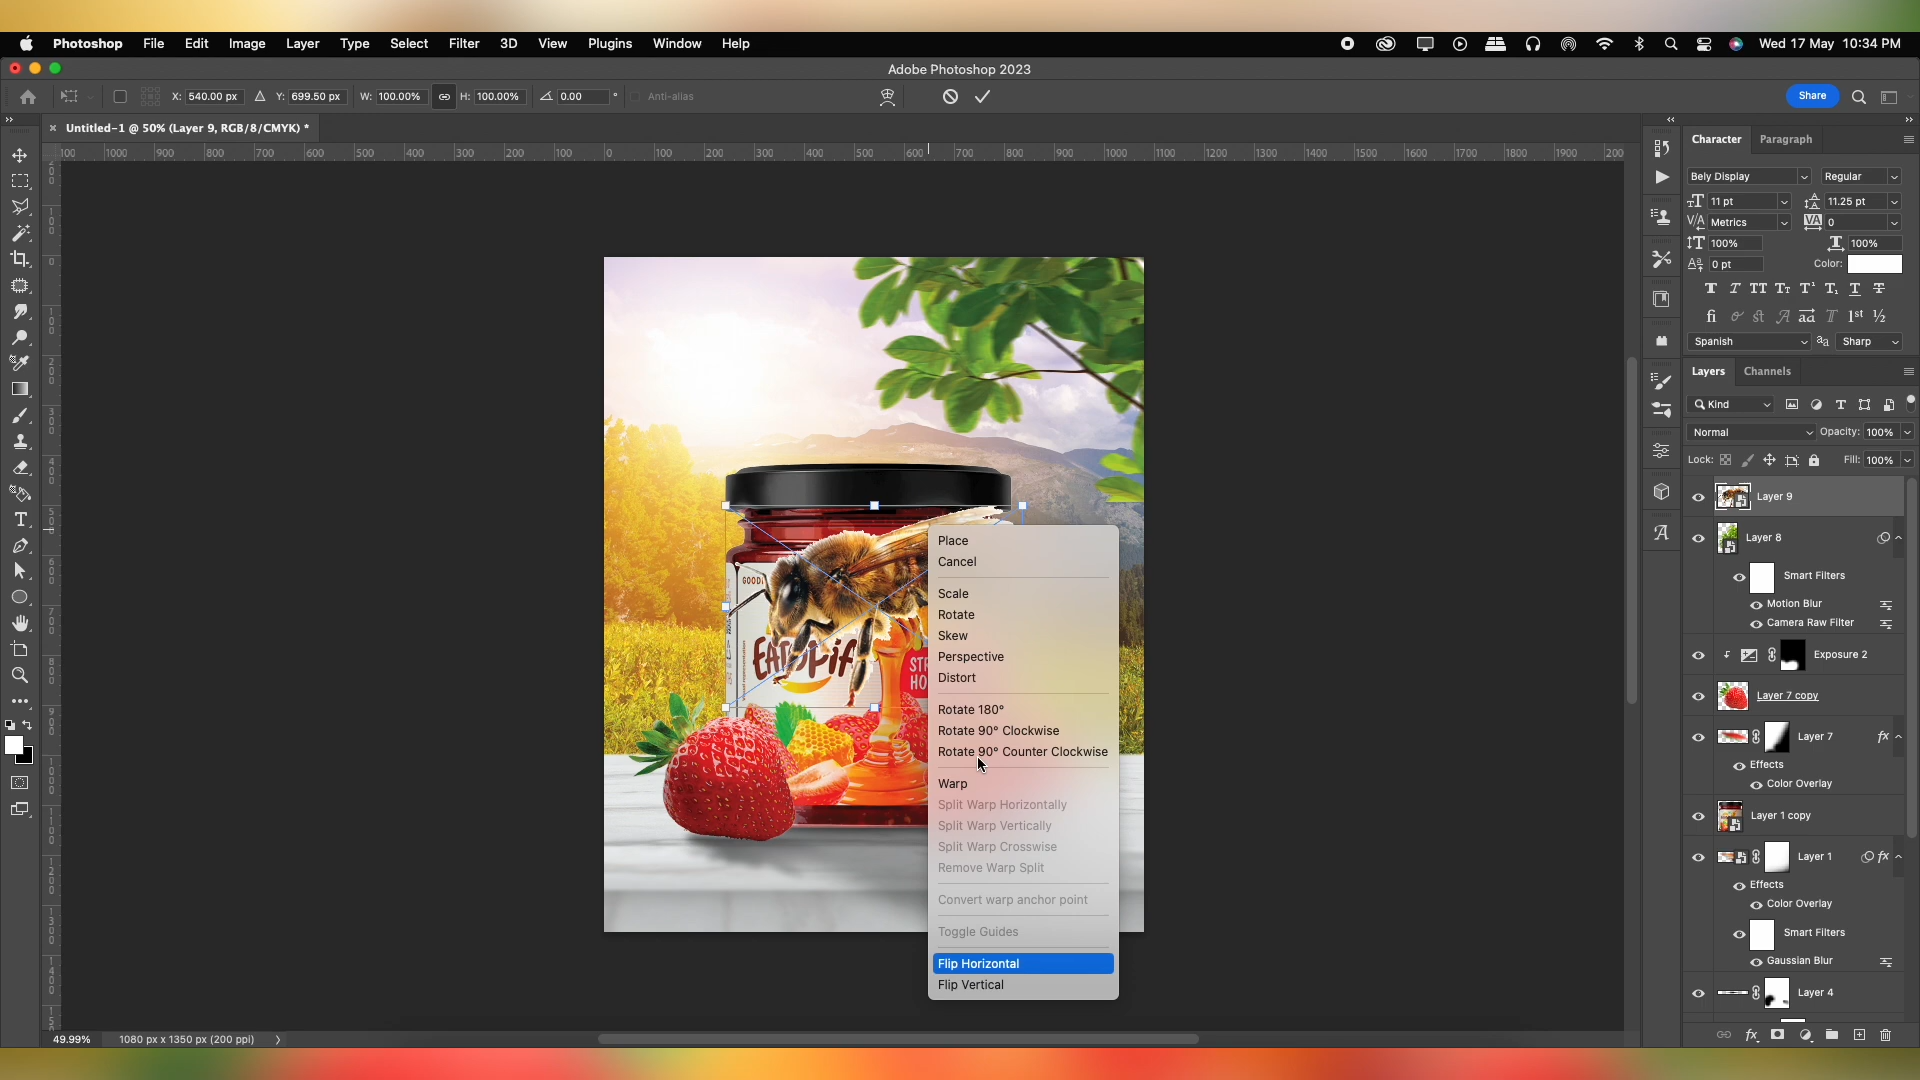 Photoshop File Edit Image Layer Type Select Filter 3D View Plugins Window Help Wed 17 May 10:34 PM
Adobe Photoshop 2023
X: 540.00 px Y: 699.50 px W: 100.00% H: 100.00% 0.00 ° Anti-alias Share
Untitled-1 @ 50% (Layer 9, RGB/8/CMYK) *
Character Paragraph
Bely Display Regular
11 pt 11.25 pt
Metrics 0
100% 100%
0 pt Color:
Spanish Sharp
Layers Channels
Kind
Normal Opacity: 100%
Lock: Fill: 100%
Layer 9
Layer 8
Smart Filters
Motion Blur
Camera Raw Filter
Exposure 2
Layer 7 copy
Layer 7 fx
Effects
Color Overlay
Layer 1 copy
Layer 1 fx
Effects
Color Overlay
Smart Filters
Gaussian Blur
Layer 4
Place
Cancel
Scale
Rotate
Skew
Perspective
Distort
Rotate 180°
Rotate 90° Clockwise
Rotate 90° Counter Clockwise
Warp
Split Warp Horizontally
Split Warp Vertically
Split Warp Crosswise
Remove Warp Split
Convert warp anchor point
Toggle Guides
Flip Horizontal
Flip Vertical
49.99% 1080 px x 1350 px (200 ppi)